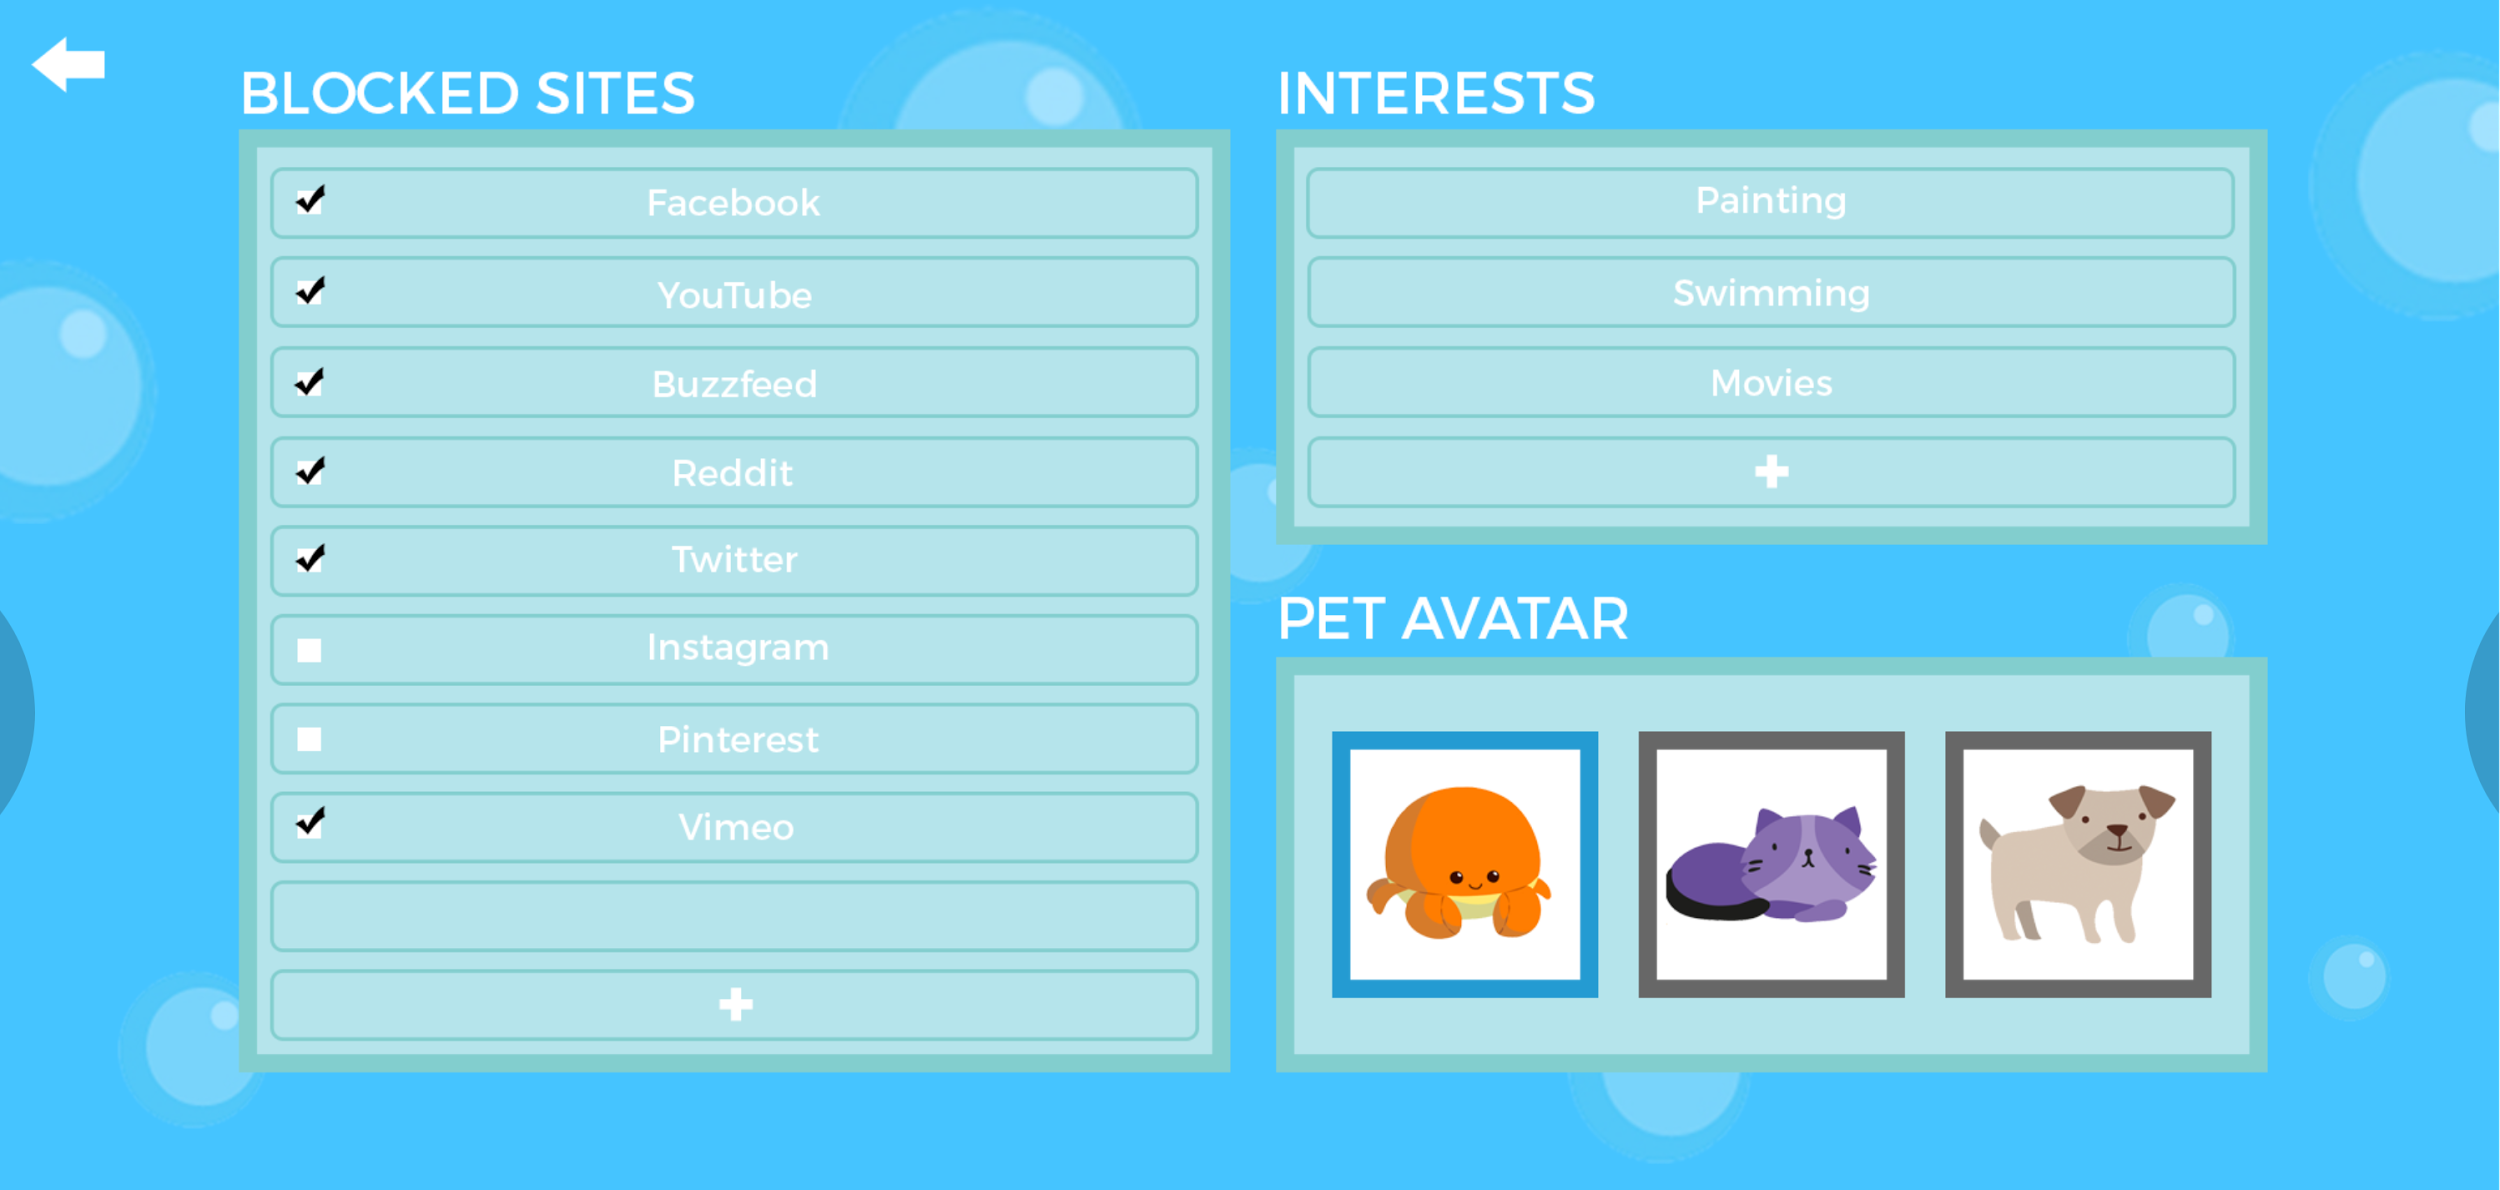 BLOCKED SITES
Facebook
YouTube
Buzzfeed
Reddit
Twitter
Instagram
Pinterest
Vimeo
INTERESTS
Painting
Swimming
Movies
PET AVATAR